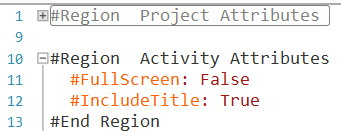 1 #Region  Project Attributes
9
10 #Region  Activity Attributes
11 #FullScreen: False
12 #IncludeTitle: True
13 #End Region